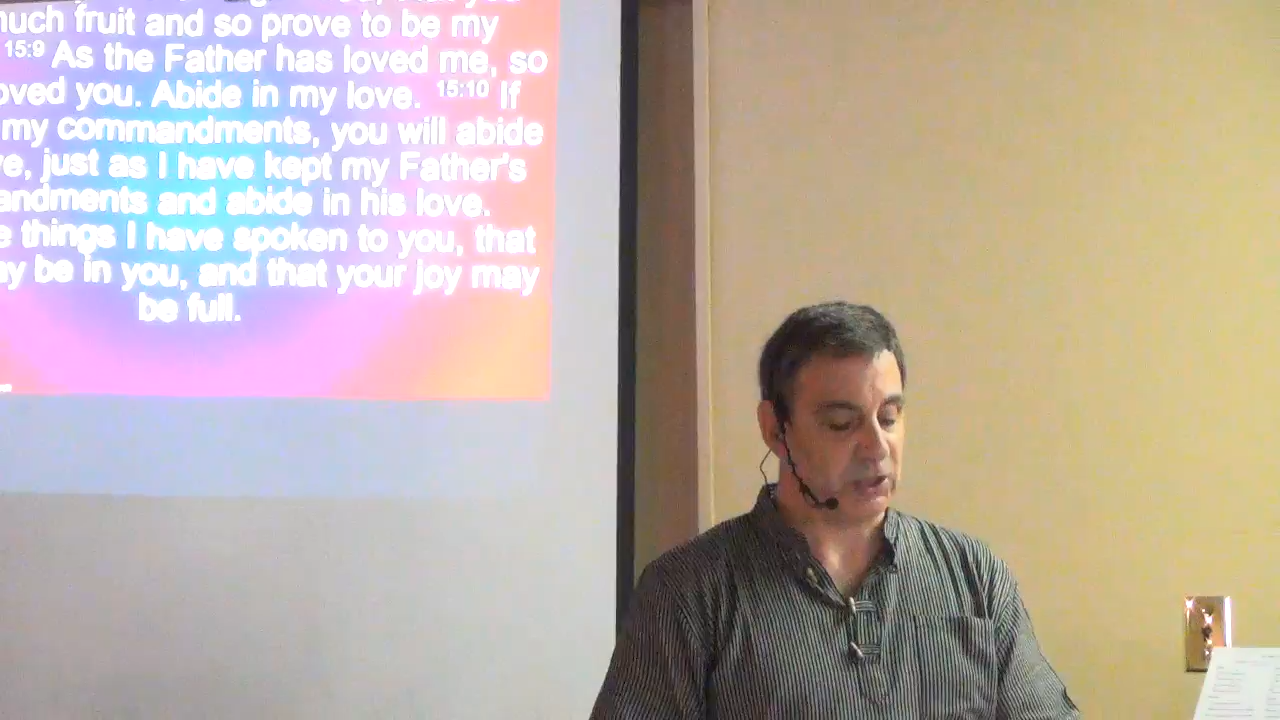 much fruit and so prove to be my
15:9 As the Father has loved me, so
loved you. Abide in my love. 15:10 If
my commandments, you will abide
ve, just as I have kept my Father's
andments and abide in his love.
e things I have spoken to you, that
ay be in you, and that your joy may
be full.